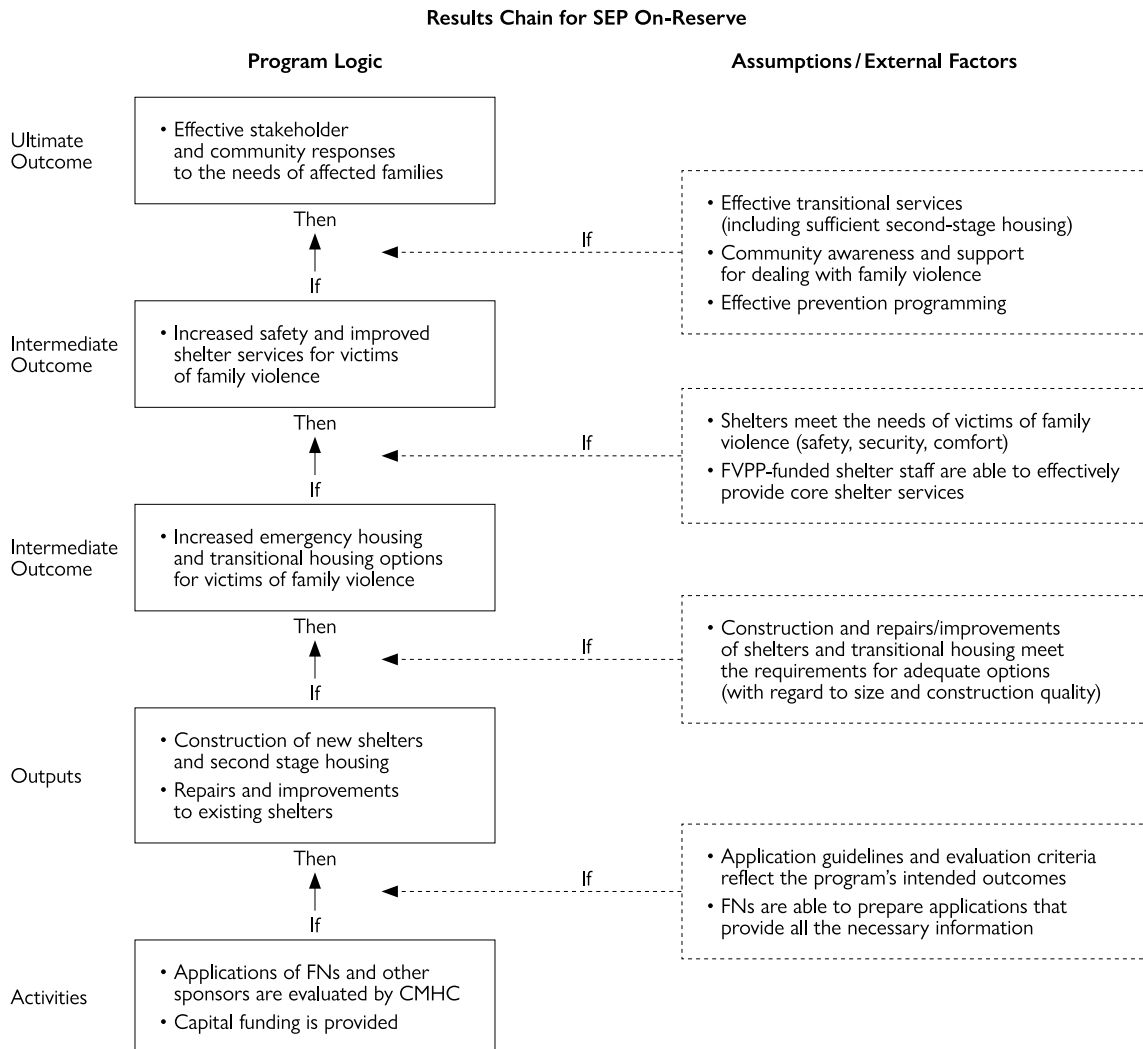 Results Chain for SEP On-Reserve
Program Logic
Assumptions/External Factors
Ultimate
Outcome
• Effective stakeholder
and community responses
to the needs of affected families
Then
If
If
• Effective transitional services
(including sufficient second-stage housing)
• Community awareness and support
for dealing with family violence
• Effective prevention programming
Intermediate
Outcome
• Increased safety and improved
shelter services for victims
of family violence
Then
If
If
• Shelters meet the needs of victims of family
violence (safety, security, comfort)
• FVPP-funded shelter staff are able to effectively
provide core shelter services
Intermediate
Outcome
• Increased emergency housing
and transitional housing options
for victims of family violence
Then
If
If
• Construction and repairs/improvements
of shelters and transitional housing meet
the requirements for adequate options
(with regard to size and construction quality)
Outputs
• Construction of new shelters
and second stage housing
• Repairs and improvements
to existing shelters
Then
If
If
• Application guidelines and evaluation criteria
reflect the program's intended outcomes
• FNs are able to prepare applications that
provide all the necessary information
Activities
• Applications of FNs and other
sponsors are evaluated by CMHC
• Capital funding is provided